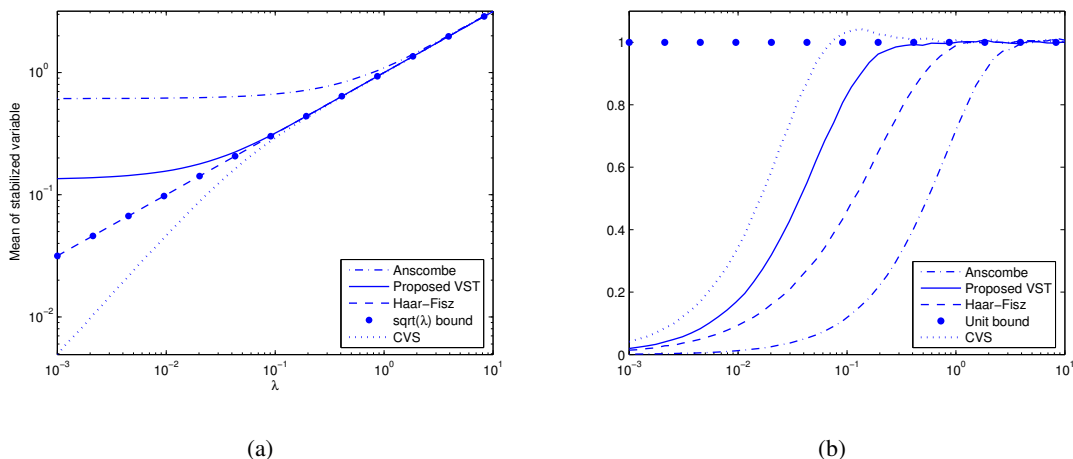 Mean of stabilized variable
10^0
10^-1
10^-2
Anscombe
Proposed VST
Haar-Fisz
sqrt(λ) bound
CVS
10^-3
10^-2
10^-1
10^0
10^1
λ
(a)
1
0.8
0.6
0.4
0.2
0
Anscombe
Proposed VST
Haar-Fisz
Unit bound
CVS
10^-3
10^-2
10^-1
10^0
10^1
(b)